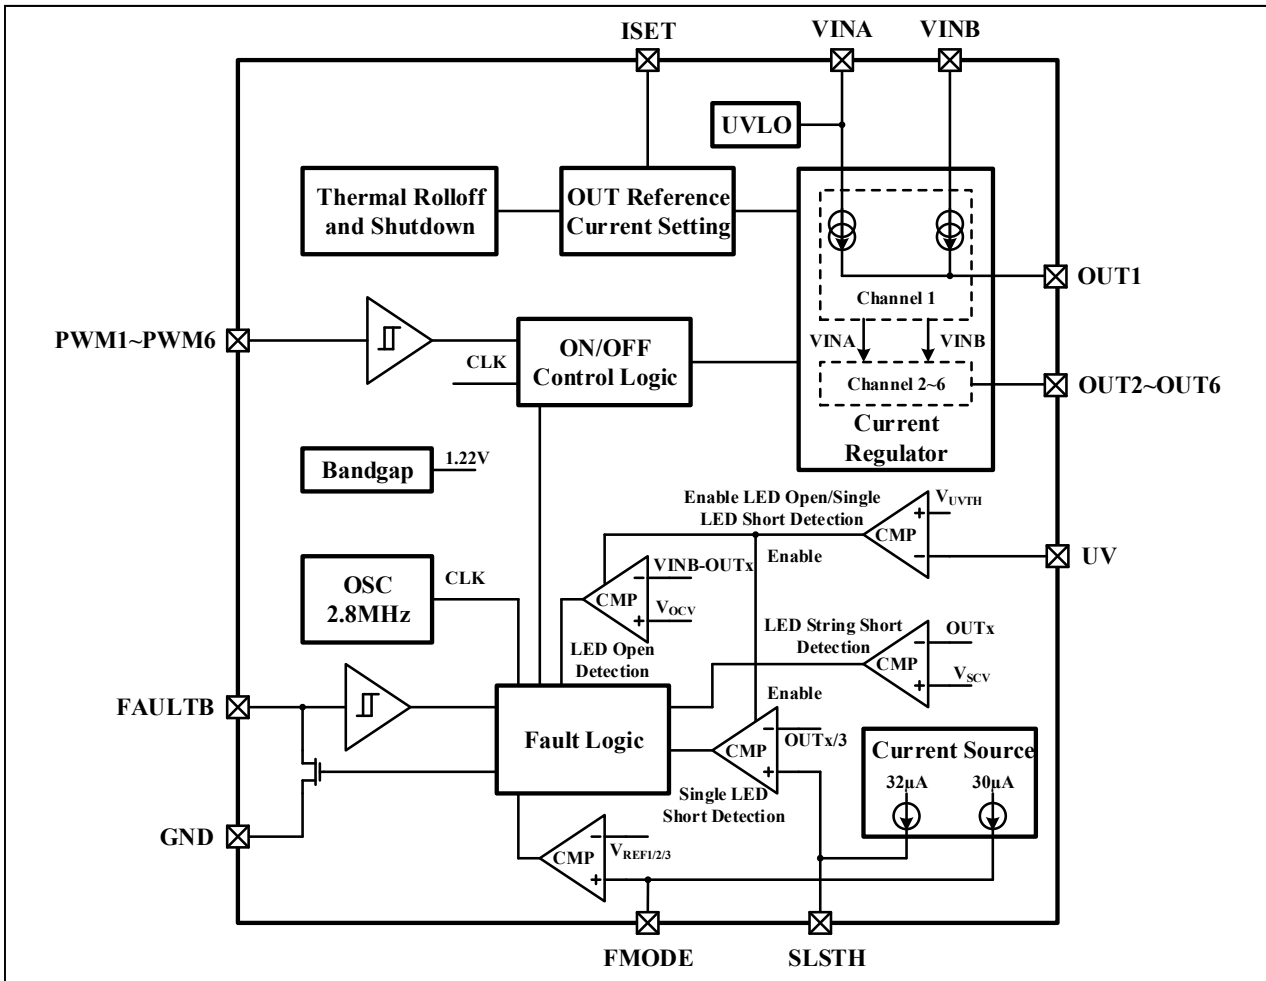 ISET
VINA
VINB
UVLO
Thermal Rolloff
and Shutdown
OUT Reference
Current Setting
OUT1
Channel 1
PWM1~PWM6
CLK
ON/OFF
Control Logic
VINA
VINB
Channel 2~6
OUT2~OUT6
Current
Regulator
Bandgap
1.22V
Enable LED Open/Single
LED Short Detection
CMP
+
VUVTH
−
Enable
UV
OSC
2.8MHz
CLK
CMP
−
VINB-OUTx
+
VOCV
LED Open
Detection
LED String Short
Detection
CMP
−
OUTx
+
VSCV
FAULTB
Fault Logic
Enable
CMP
−
OUTx/3
+
Single LED
Short Detection
Current Source
32µA
30µA
GND
CMP
−
VREF1/2/3
+
FMODE
SLSTH